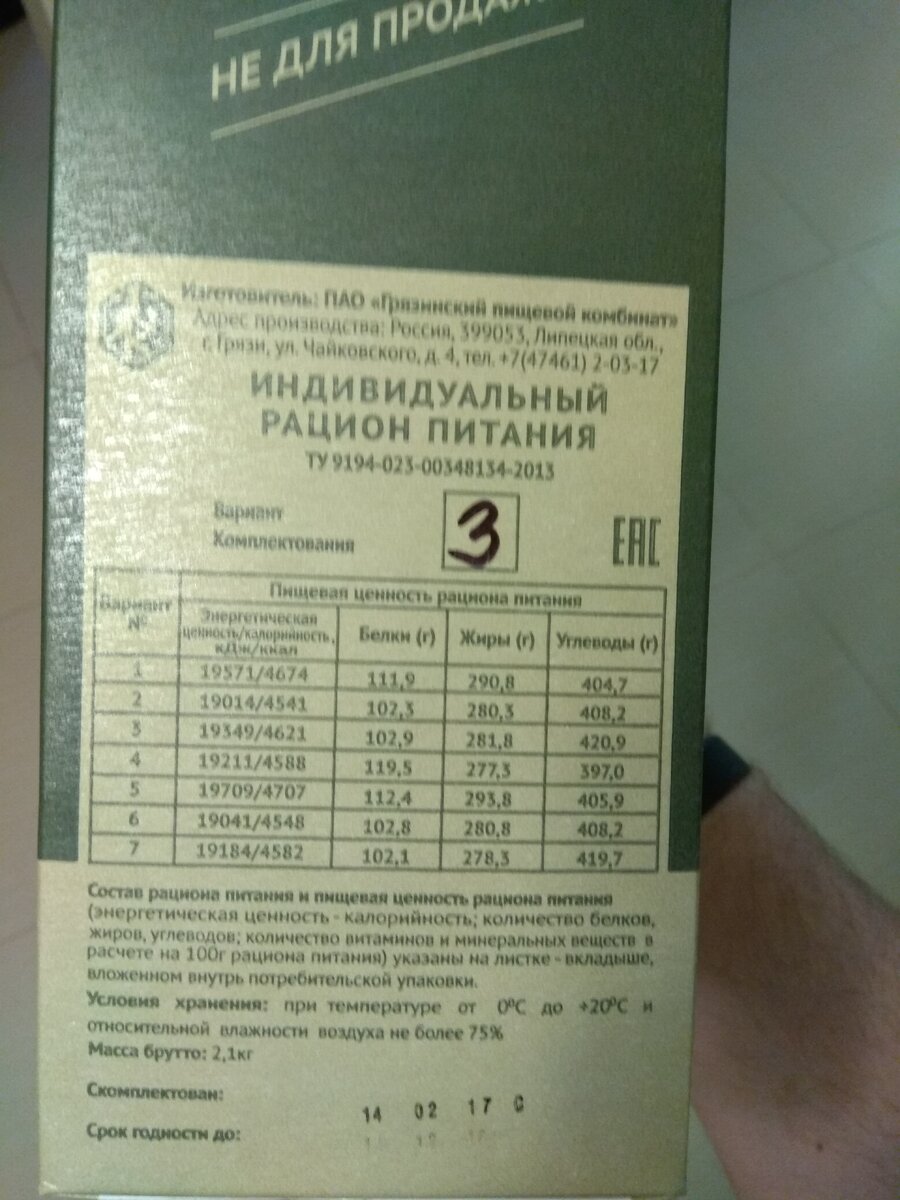 НЕ ДЛЯ ПРОДАЖ
Изготовитель: ПАО «Грязинский пищевой комбинат»
Адрес производства: Россия, 399053, Липецкая обл.,
г. Грязи, ул. Чайковского, д. 4, тел. +7(47461) 2-03-17
ИНДИВИДУАЛЬНЫЙ
РАЦИОН ПИТАНИЯ
ТУ 9194-023-00348134-2013
Вариант
Комплектования
3
ЕАС
Вариант №
Пищевая ценность рациона питания
Энергетическая ценность/калорийность, кДж/ккал Белки (г) Жиры (г) Углеводы (г)
1 19571/4674 111,9 290,8 404,7
2 19014/4541 102,3 280,3 408,2
3 19349/4621 102,9 281,8 420,9
4 19211/4588 119,5 277,3 397,0
5 19709/4707 112,4 293,8 405,9
6 19041/4548 102,8 280,8 408,2
7 19184/4582 102,1 278,3 419,7
Состав рациона питания и пищевая ценность рациона питания
(энергетическая ценность - калорийность; количество белков,
жиров, углеводов; количество витаминов и минеральных веществ в
расчете на 100г рациона питания) указаны на листке - вкладыше,
вложенном внутрь потребительской упаковки.
Условия хранения: при температуре от 0°С до +20°С и
относительной влажности воздуха не более 75%
Масса брутто: 2,1кг
Скомплектован: 14 02 17 С
Срок годности до: